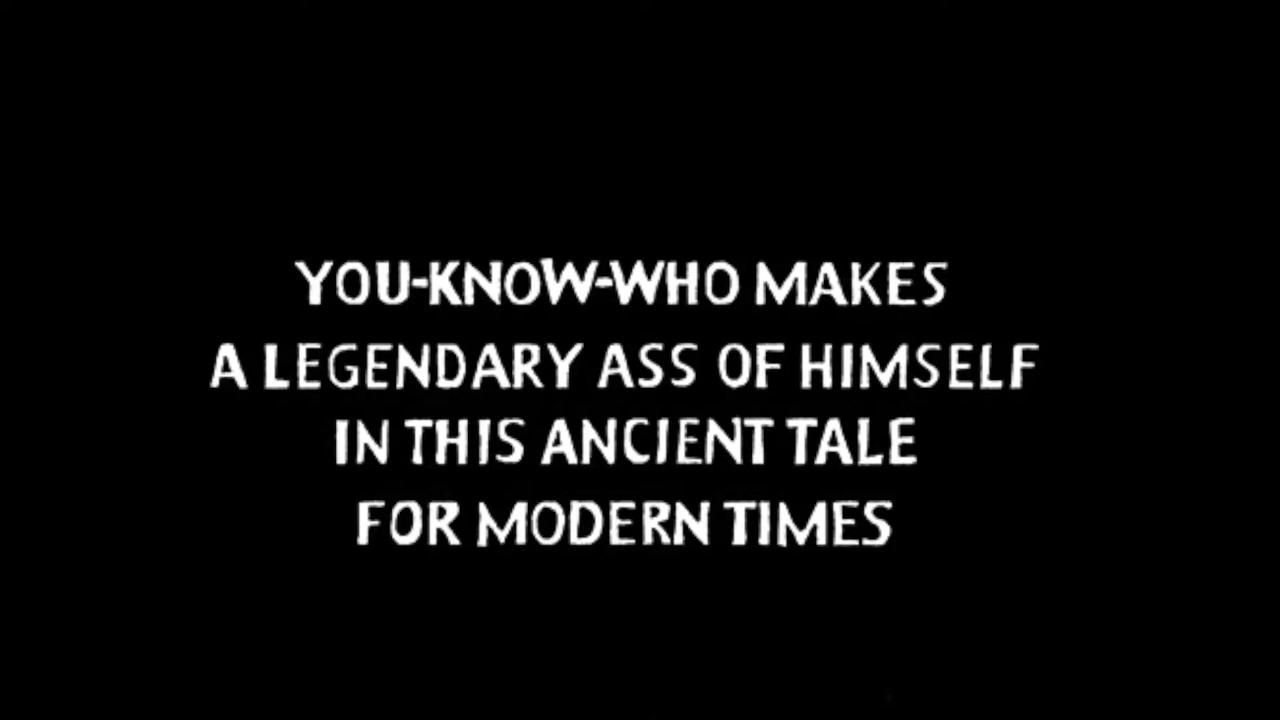 YOU-KNOW-WHO MAKES
A LEGENDARY ASS OF HIMSELF
IN THIS ANCIENT TALE
FOR MODERN TIMES